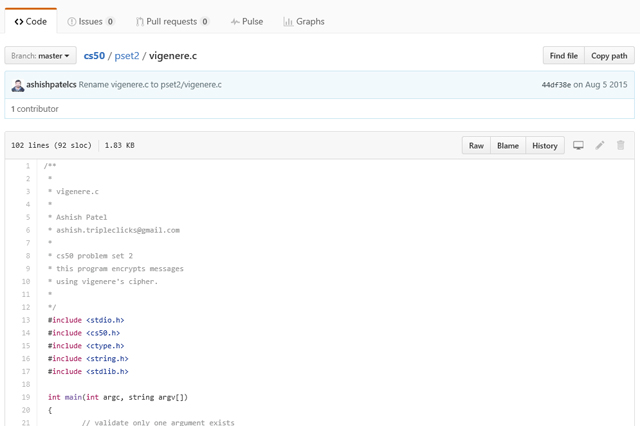 Code Issues 0 Pull requests 0 Pulse Graphs
Branch: master cs50 / pset2 / vigenere.c Find file Copy path
ashishpatelcs Rename vigenere.c to pset2/vigenere.c 44df38e on Aug 5 2015
1 contributor
102 lines (92 sloc) 1.83 KB Raw Blame History
1 /**
2 *
3 * vigenere.c
4 *
5 * Ashish Patel
6 * ashish.tripleclicks@gmail.com
7 *
8 * cs50 problem set 2
9 * this program encrypts messages
10 * using vigenere's cipher.
11 *
12 */
13 #include <stdio.h>
14 #include <cs50.h>
15 #include <ctype.h>
16 #include <string.h>
17 #include <stdlib.h>
18
19 int main(int argc, string argv[])
20 {
21 // validate only one argument exists